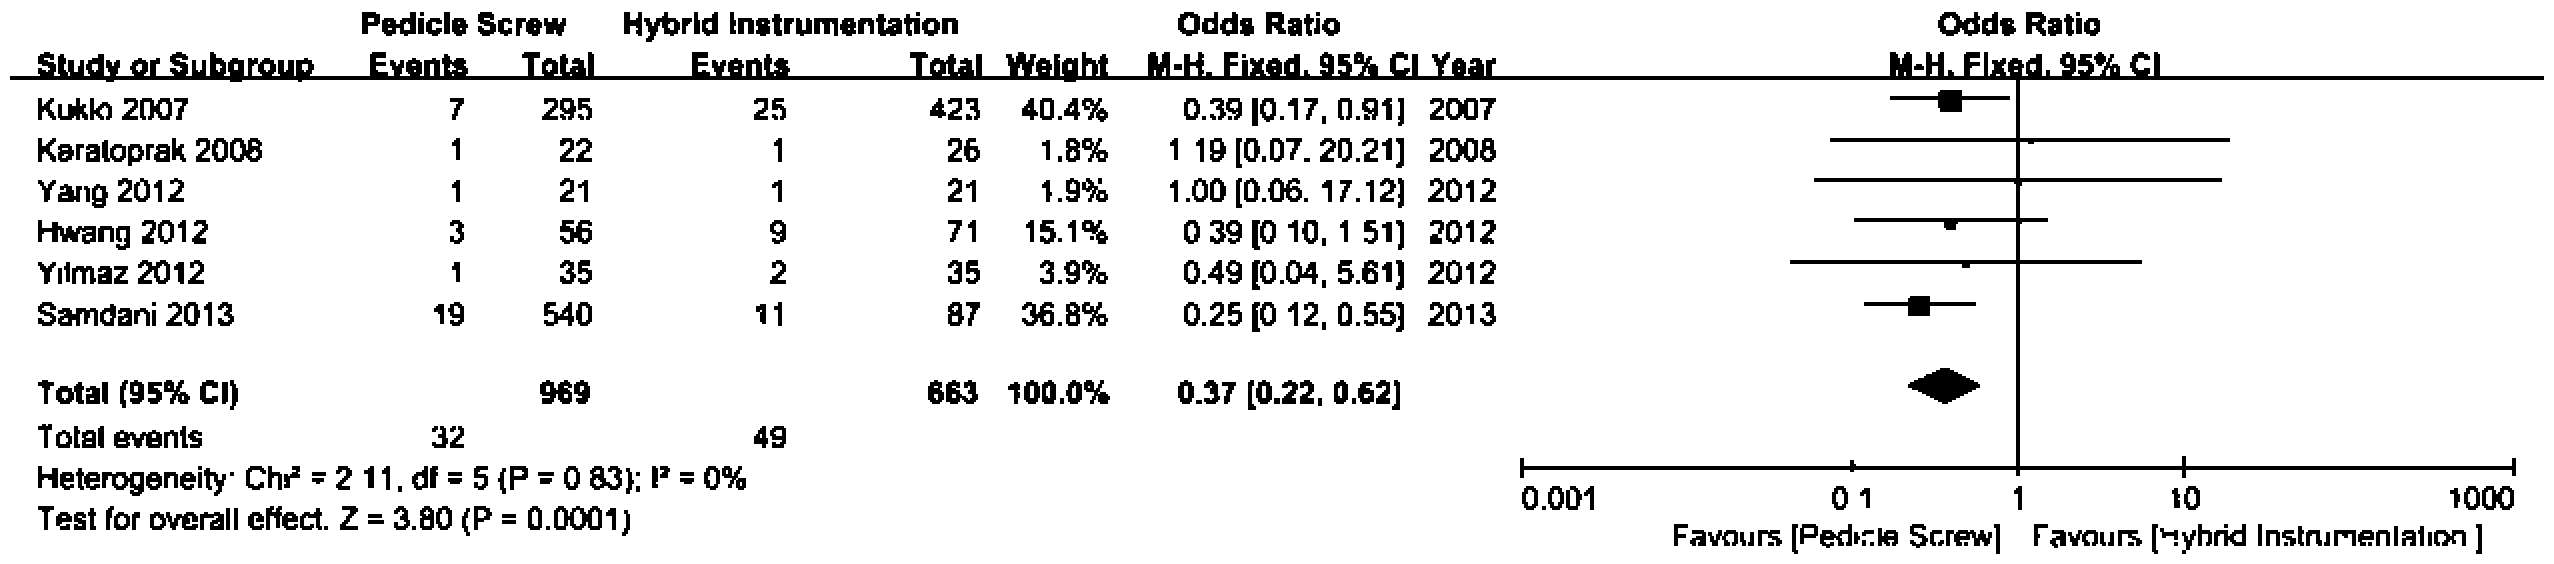 Pedicle Screw Hybrid Instrumentation Odds Ratio Odds Ratio
Study or Subgroup Events Total Events Total Weight M-H, Fixed, 95% CI Year M-H, Fixed, 95% CI
Kuklo 2007 7 295 25 423 40.4% 0.39 [0.17, 0.91] 2007
Karatoprak 2008 1 22 1 26 1.8% 1.19 [0.07, 20.21] 2008
Yang 2012 1 21 1 21 1.9% 1.00 [0.06, 17.12] 2012
Hwang 2012 3 56 9 71 15.1% 0.39 [0.10, 1.51] 2012
Yılmaz 2012 1 35 2 35 3.9% 0.49 [0.04, 5.61] 2012
Samdani 2013 19 540 11 87 36.8% 0.25 [0.12, 0.55] 2013
Total (95% CI) 969 663 100.0% 0.37 [0.22, 0.62]
Total events 32 49
Heterogeneity: Chi² = 2.11, df = 5 (P = 0.83); I² = 0%
Test for overall effect: Z = 3.80 (P = 0.0001)
0.001 0.1 1 10 1000
Favours [Pedicle Screw] Favours [Hybrid Instrumentation ]